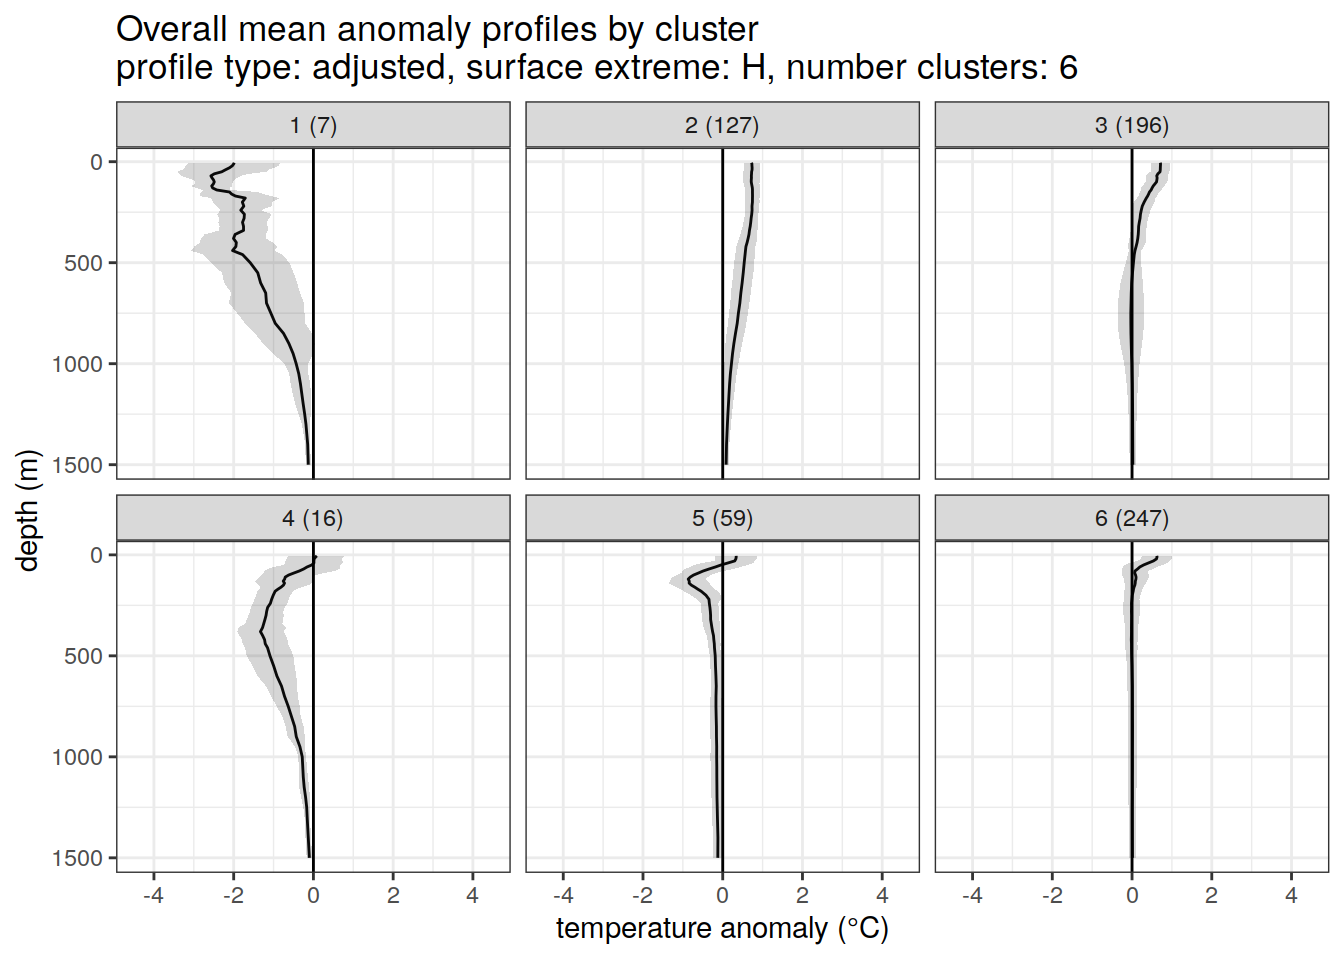 Overall mean anomaly profiles by cluster
profile type: adjusted, surface extreme: H, number clusters: 6
1 (7)
2 (127)
3 (196)
0
500
1000
1500
depth (m)
4 (16)
5 (59)
6 (247)
0
500
1000
1500
-4 -2 0 2 4
-4 -2 0 2 4
-4 -2 0 2 4
temperature anomaly (°C)